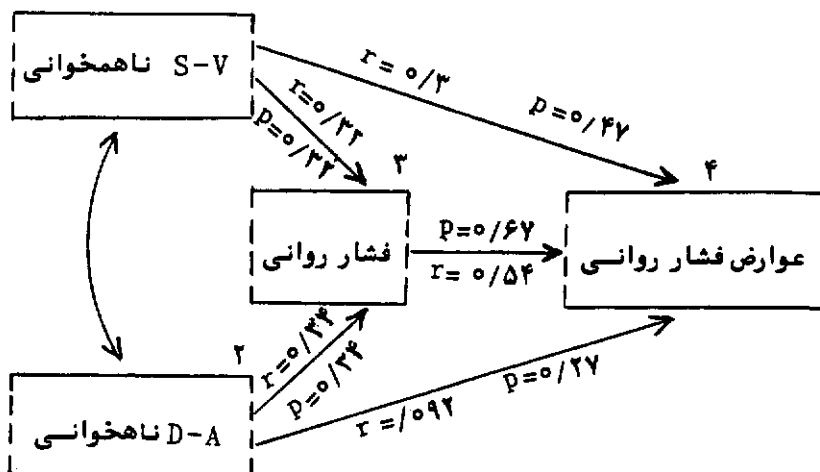 ناهمخوانی S-V
r= ۰/۳
p=۰/۴۷
r=۰/۳۲
p=۰/۳۲
۳
۴
فشار روانی
p=۰/۶۷
r= ۰/۵۴
عوارض فشار روانی
۲
r=۰/۳۴
p=۰/۳۴
ناهخوانی D-A
r =/۰۹۲
p=۰/۲۷